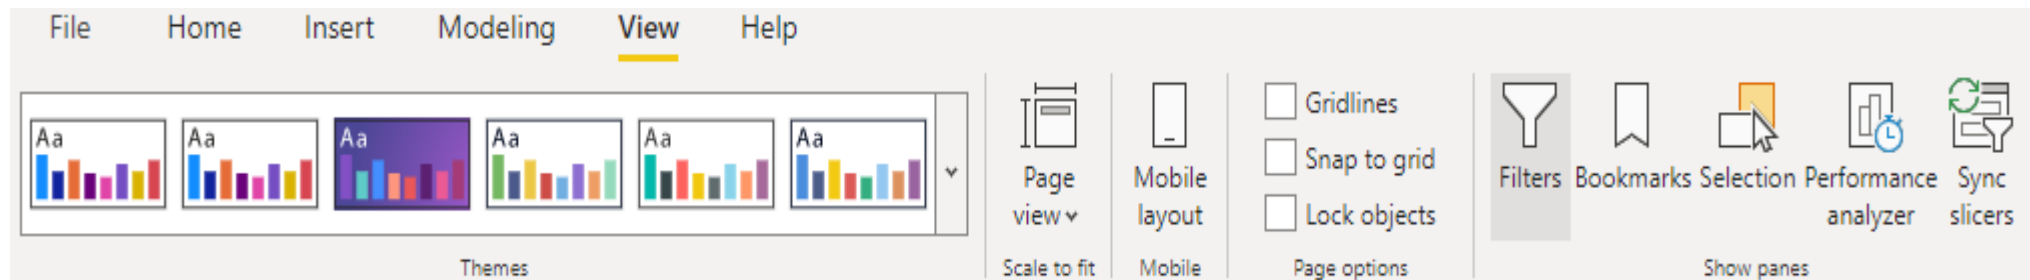 File Home Insert Modeling View Help
Aa Aa Aa Aa Aa Aa
Themes
Page
view
Scale to fit
Mobile
layout
Mobile
Gridlines
Snap to grid
Lock objects
Page options
Filters Bookmarks Selection Performance
analyzer
Sync
slicers
Show panes